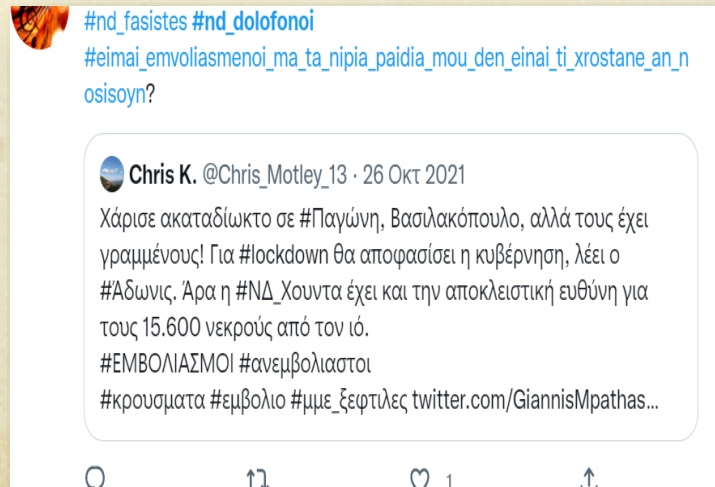 #nd_fasistes #nd_dolofonoi
#eimai_emvoliasmenoi_ma_ta_nipia_paidia_mou_den_einai_ti_xrostane_an_n
osisoyn?
Chris K. @Chris_Motley_13 · 26 Οκτ 2021
Χάρισε ακαταδίωκτο σε #Παγώνη, Βασιλακόπουλο, αλλά τους έχει
γραμμένους! Για #lockdown θα αποφασίσει η κυβέρνηση, λέει ο
#Άδωνις. Άρα η #ΝΔ_Χουντα έχει και την αποκλειστική ευθύνη για
τους 15.600 νεκρούς από τον ιό.
#ΕΜΒΟΛΙΑΣΜΟΙ #ανεμβολιαστοι
#κρουσματα #εμβολιο #μμε_ξεφτιλες twitter.com/GiannisMpathas...
1